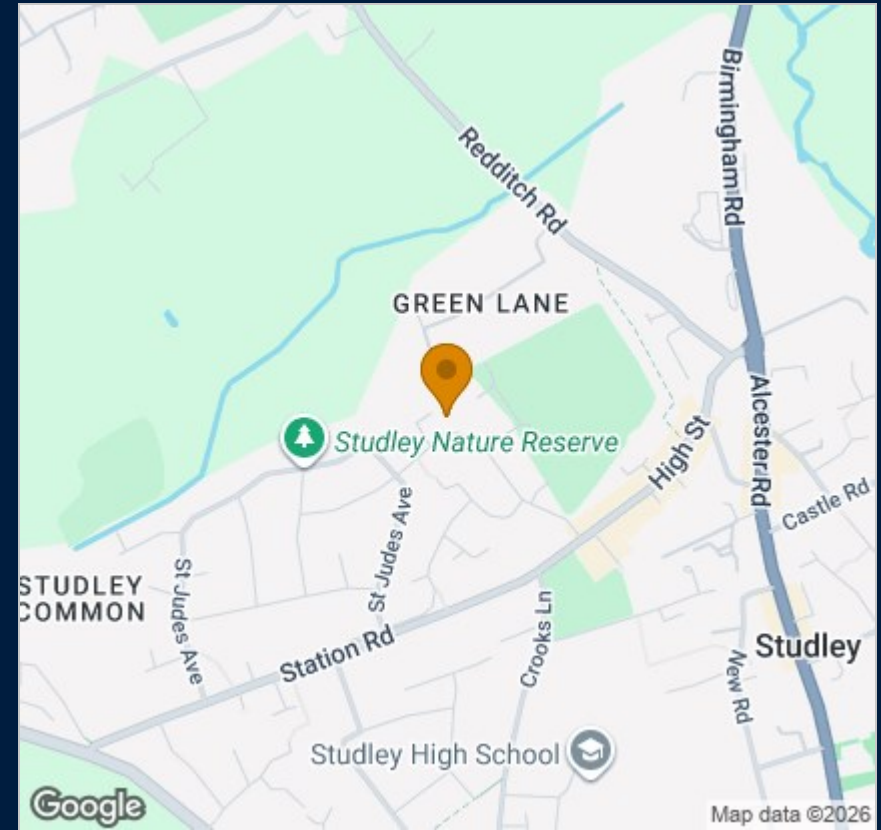 Birmingham Rd
Redditch Rd
GREEN LANE
Studley Nature Reserve
High St
Alcester Rd
Castle Rd
St Judes Ave
St Judes Ave
STUDLEY
COMMON
Crooks Ln
Station Rd
New Rd
Studley
Studley High School
Google
Map data ©2026